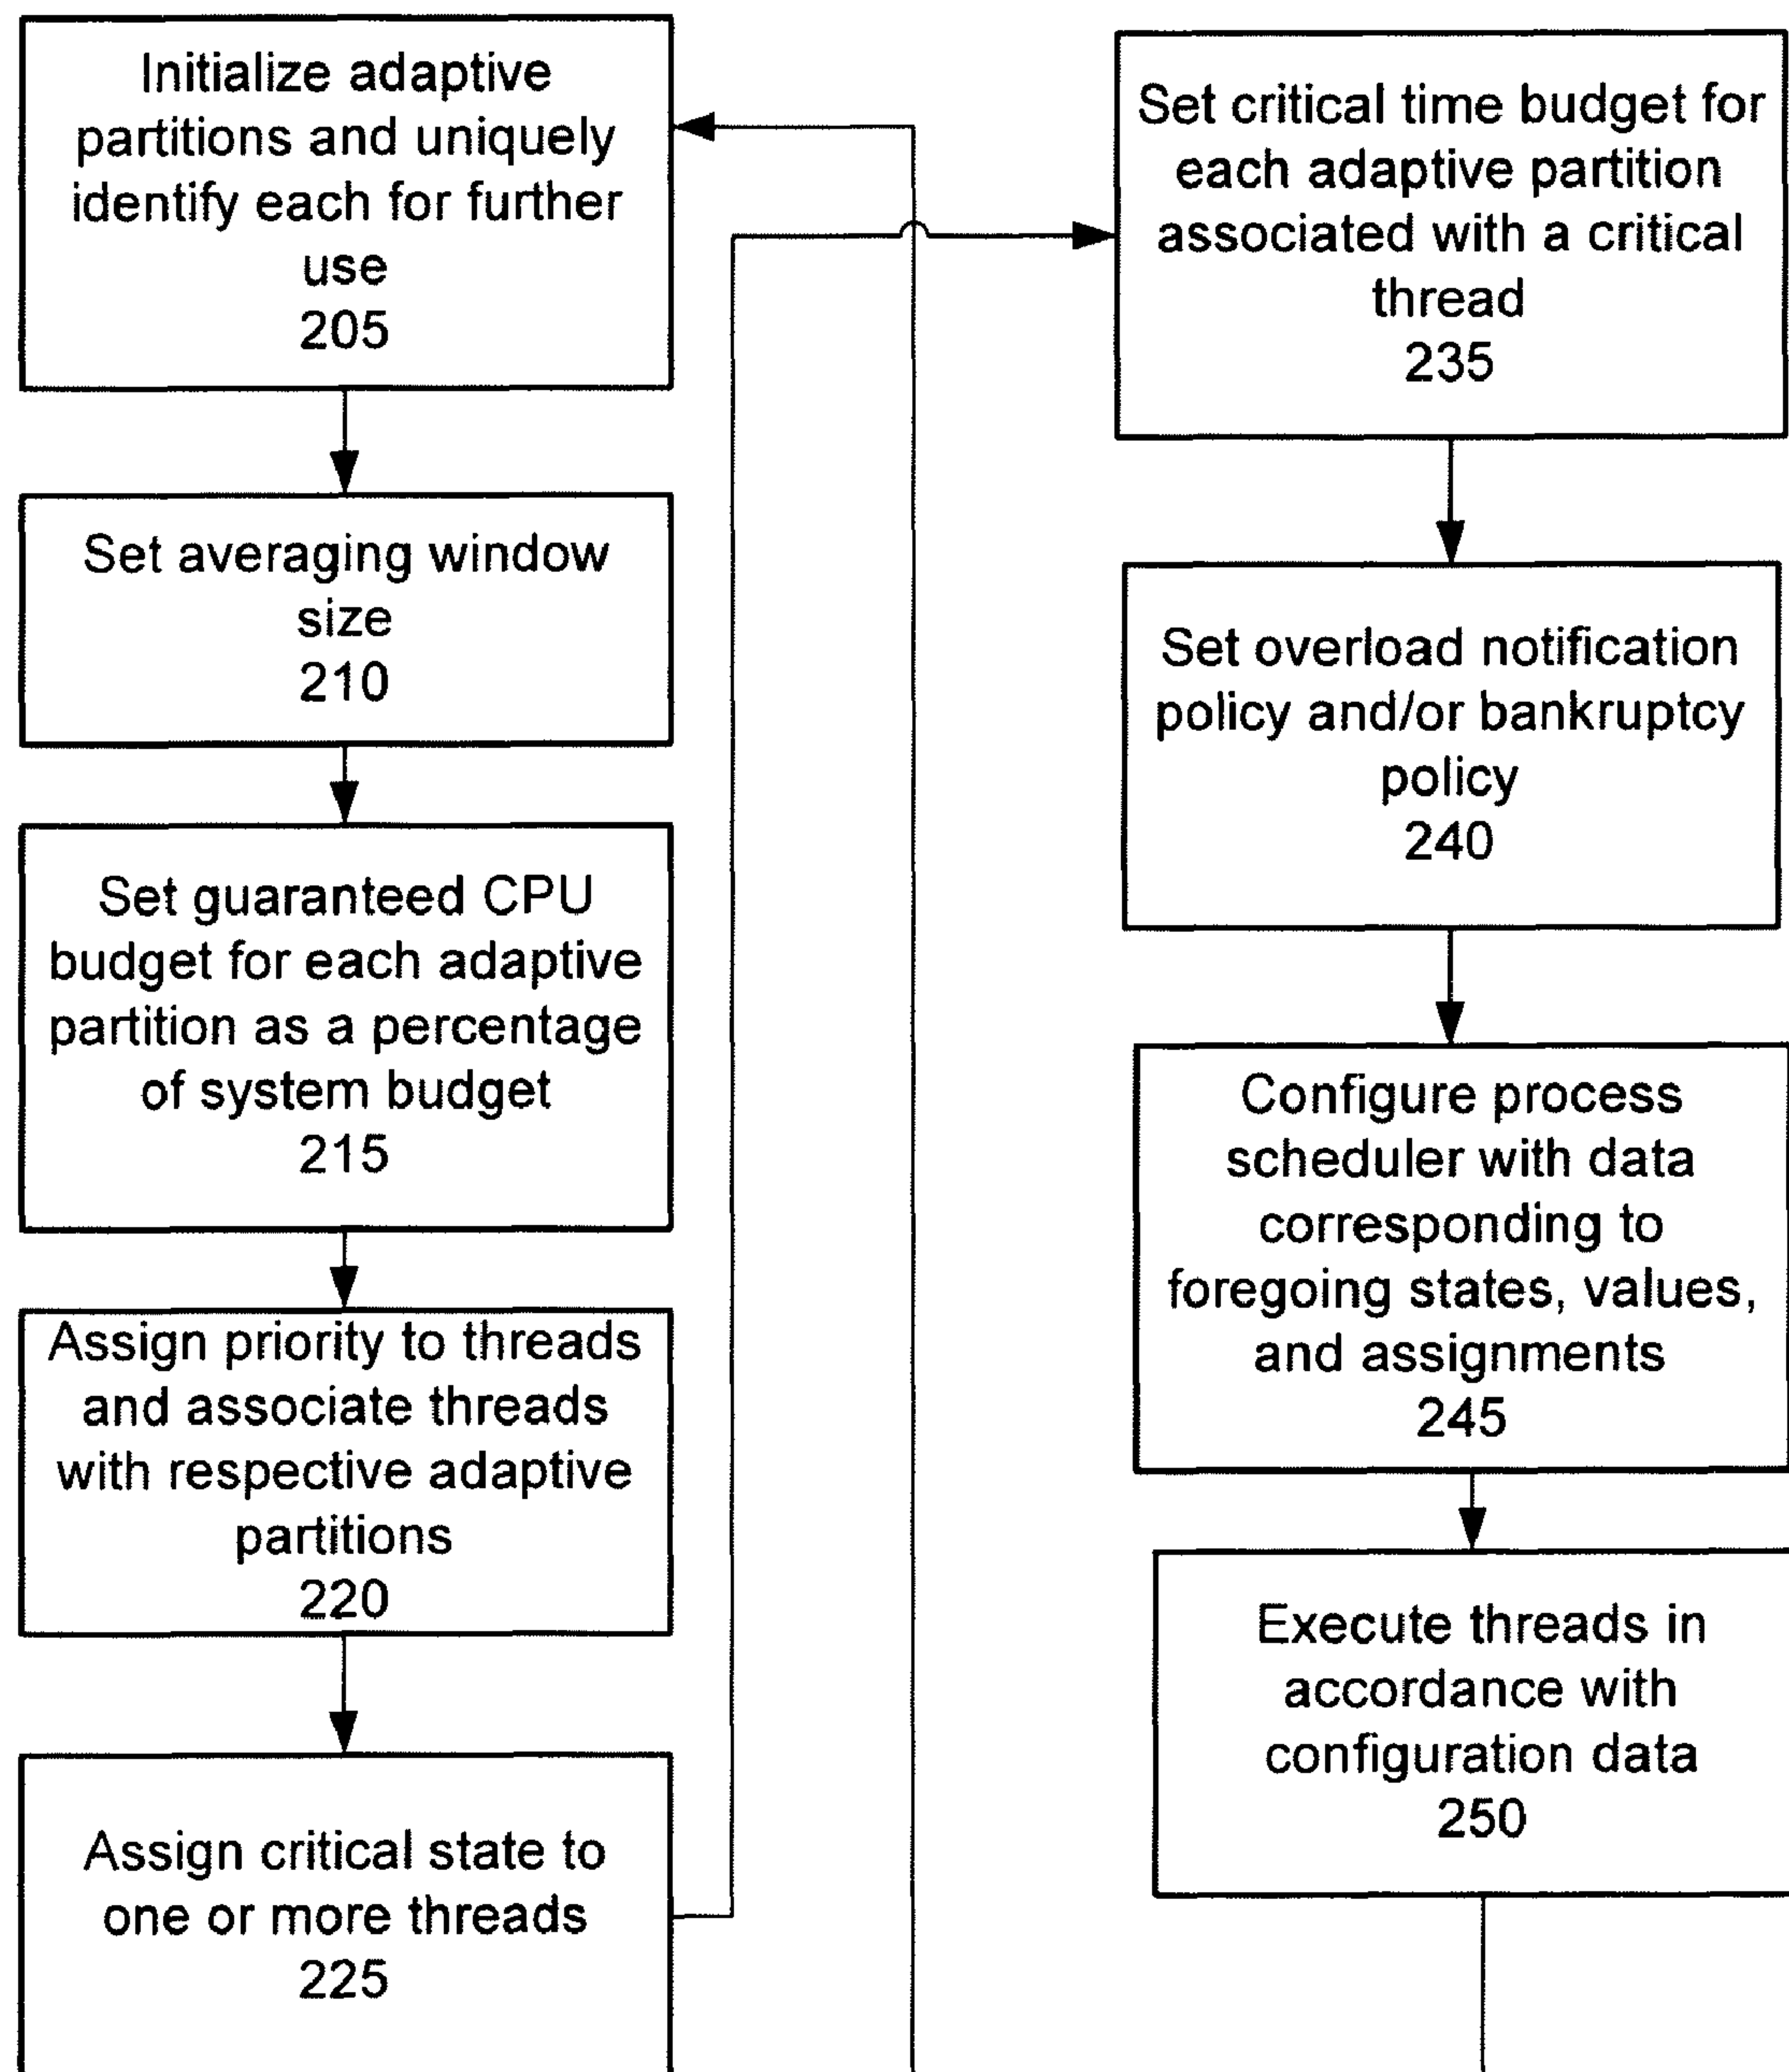 Initialize adaptive
partitions and uniquely
identify each for further
use
205
Set averaging window
size
210
Set guaranteed CPU
budget for each adaptive
partition as a percentage
of system budget
215
Assign priority to threads
and associate threads
with respective adaptive
partitions
220
Assign critical state to
one or more threads
225
Set critical time budget for
each adaptive partition
associated with a critical
thread
235
Set overload notification
policy and/or bankruptcy
policy
240
Configure process
scheduler with data
corresponding to
foregoing states, values,
and assignments
245
Execute threads in
accordance with
configuration data
250